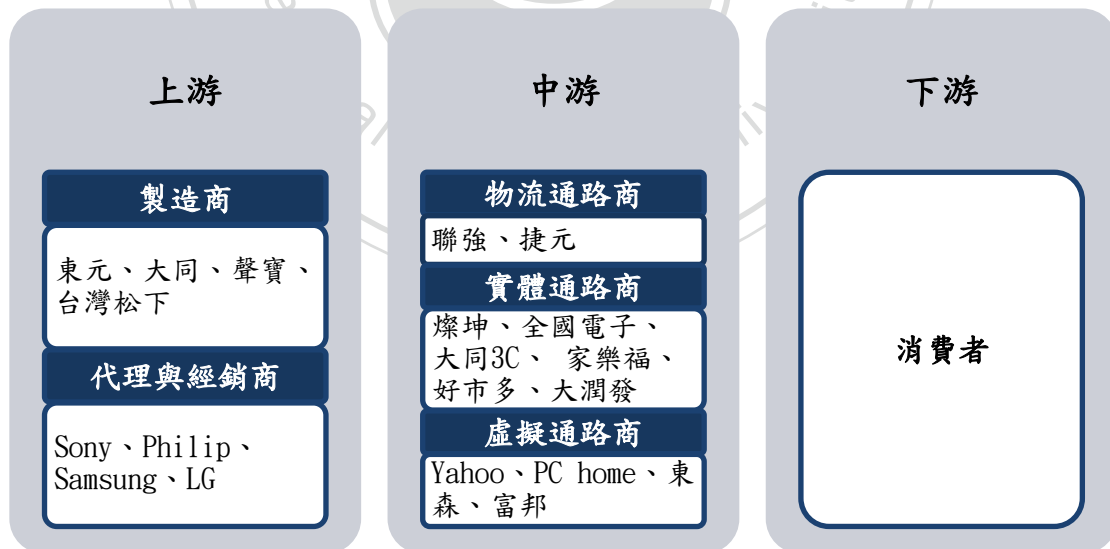 上游
製造商
東元、大同、聲寶、
台灣松下
代理與經銷商
Sony、Philip、
Samsung、LG
中游
物流通路商
聯強、捷元
實體通路商
燦坤、全國電子、
大同3C、 家樂福、
好市多、大潤發
虛擬通路商
Yahoo、PC home、東
森、富邦
下游
消費者